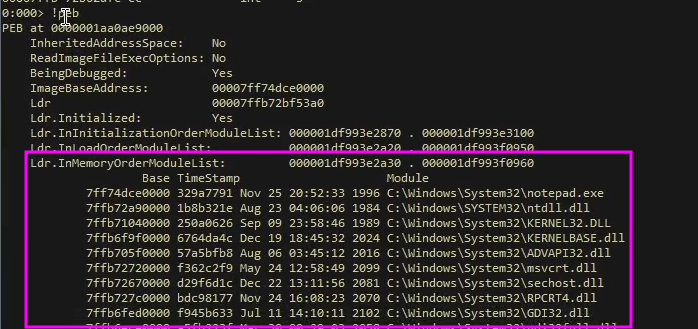 0:000> !peb
PEB at 0000001aa0ae9000
InheritedAddressSpace: No
ReadImageFileExecOptions: No
BeingDebugged: Yes
ImageBaseAddress: 00007ff74dce0000
Ldr 00007ffb72bf53a0
Ldr.Initialized: Yes
Ldr.InInitializationOrderModuleList: 000001df993e2870 . 000001df993e3100
Ldr.InLoadOrderModuleList: 000001df993e2a20 . 000001df993f0950
Ldr.InMemoryOrderModuleList: 000001df993e2a30 . 000001df993f0960
Base TimeStamp Module
7ff74dce0000 329a7791 Nov 25 20:52:33 1996 C:\Windows\System32\notepad.exe
7ffb72a90000 1b8b321e Aug 23 04:06:06 1984 C:\Windows\SYSTEM32\ntdll.dll
7ffb71040000 250a0626 Sep 09 23:58:46 1989 C:\Windows\System32\KERNEL32.DLL
7ffb6f9f0000 6764da4c Dec 19 18:45:32 2024 C:\Windows\System32\KERNELBASE.dll
7ffb705f0000 57a5bfb8 Aug 06 03:45:12 2016 C:\Windows\System32\ADVAPI32.dll
7ffb72720000 f362c2f9 May 24 12:58:49 2099 C:\Windows\System32\msvcrt.dll
7ffb72670000 d29f6d1c Dec 22 13:11:56 2081 C:\Windows\System32\sechost.dll
7ffb727c0000 bdc98177 Nov 24 16:08:23 2070 C:\Windows\System32\RPCRT4.dll
7ffb6fed0000 f945b633 Jul 11 14:10:11 2102 C:\Windows\System32\GDI32.dll